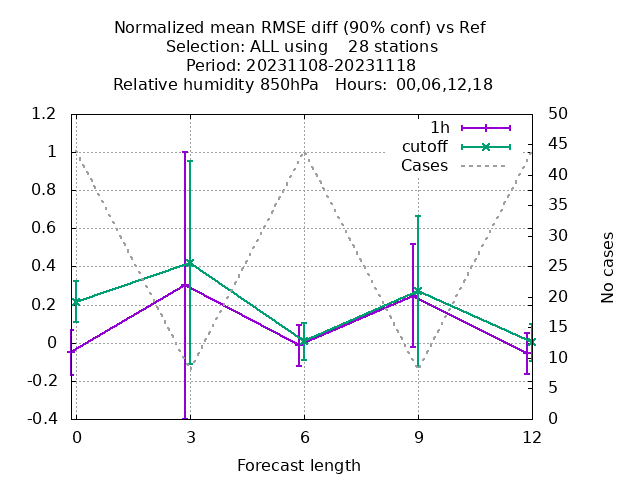 Normalized mean RMSE diff (90% conf) vs Ref
Selection: ALL using    28 stations
Period: 20231108-20231118
Relative humidity 850hPa   Hours: 00,06,12,18
1.2
1
0.8
0.6
0.4
0.2
0
-0.2
-0.4
1h
cutoff
Cases
50
45
40
35
30
25
20
15
10
5
0
No cases
0 3 6 9 12
Forecast length